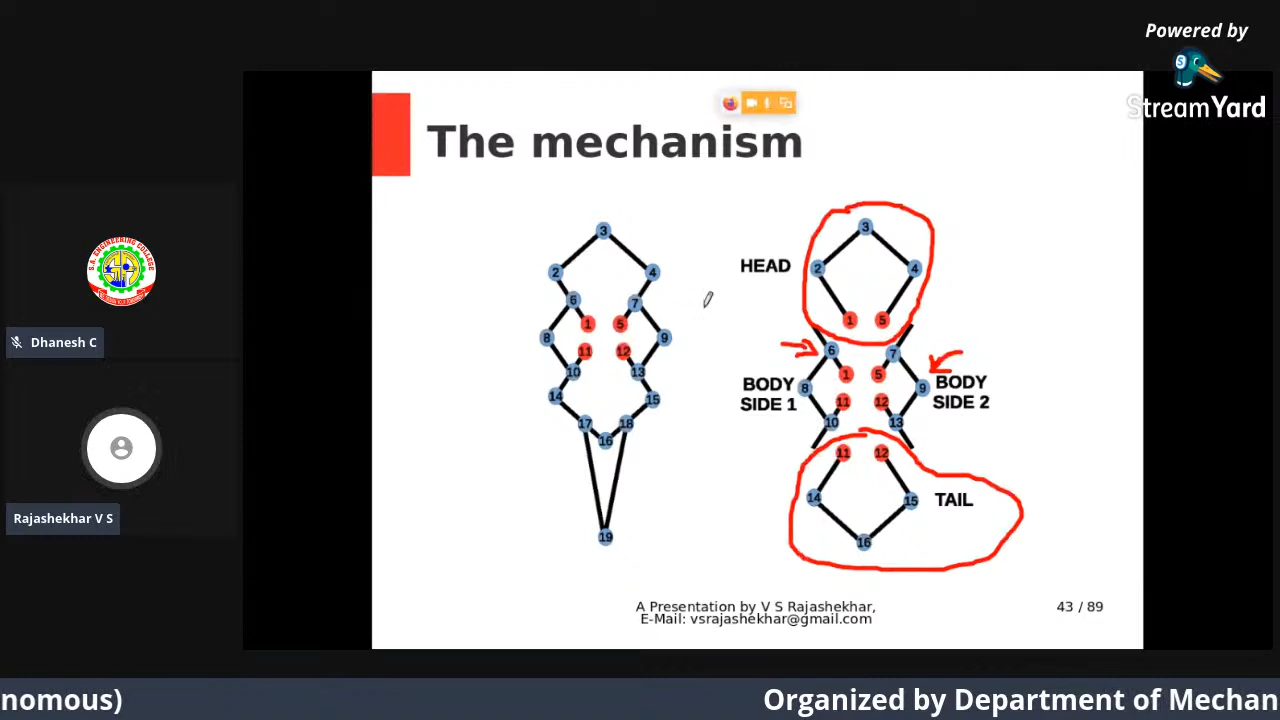 Powered by
StreamYard
The mechanism
3
2
4
6
7
1
5
8
9
11
12
10
13
14
15
17
18
16
19
3
HEAD
2
4
1
5
6
7
1
5
BODY
SIDE 1
8
9
BODY
SIDE 2
11
12
10
13
11
12
14
15
TAIL
16
S.A. ENGINEERING COLLEGE
Dhanesh C
Rajashekhar V S
A Presentation by V S Rajashekhar,
E-Mail: vsrajashekhar@gmail.com
43 / 89
nomous)
Organized by Department of Mechan